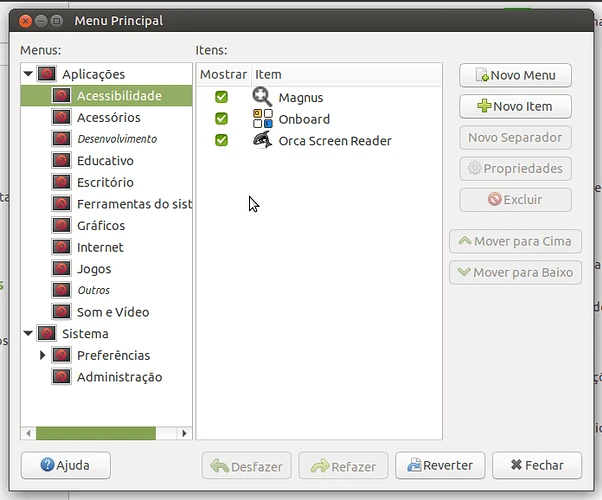 Menu Principal
Menus:
Itens:
Aplicações
Acessibilidade
Acessórios
Desenvolvimento
Educativo
Escritório
Ferramentas do sist
Gráficos
Internet
Jogos
Outros
Som e Vídeo
Sistema
Preferências
Administração
Mostrar Item
Magnus
Onboard
Orca Screen Reader
Novo Menu
Novo Item
Novo Separador
Propriedades
Excluir
Mover para Cima
Mover para Baixo
Ajuda
Desfazer
Refazer
Reverter
Fechar